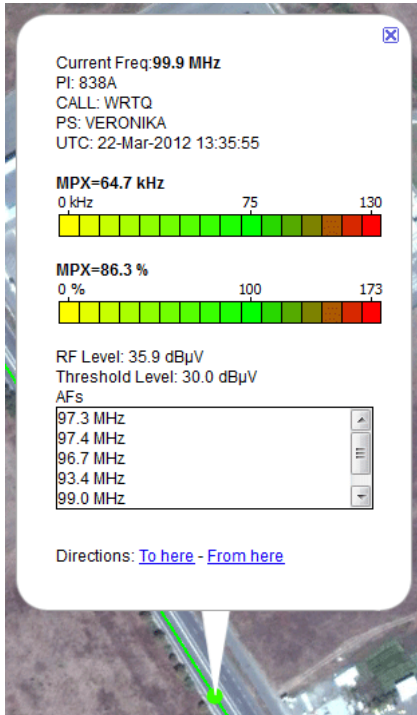 Current Freq:99.9 MHz
PI: 838A
CALL: WRTQ
PS: VERONIKA
UTC: 22-Mar-2012 13:35:55
MPX=64.7 kHz
0 kHz 75 130
MPX=86.3 %
0 % 100 173
RF Level: 35.9 dBµV
Threshold Level: 30.0 dBµV
AFs
97.3 MHz
97.4 MHz
96.7 MHz
93.4 MHz
99.0 MHz
Directions: To here - From here